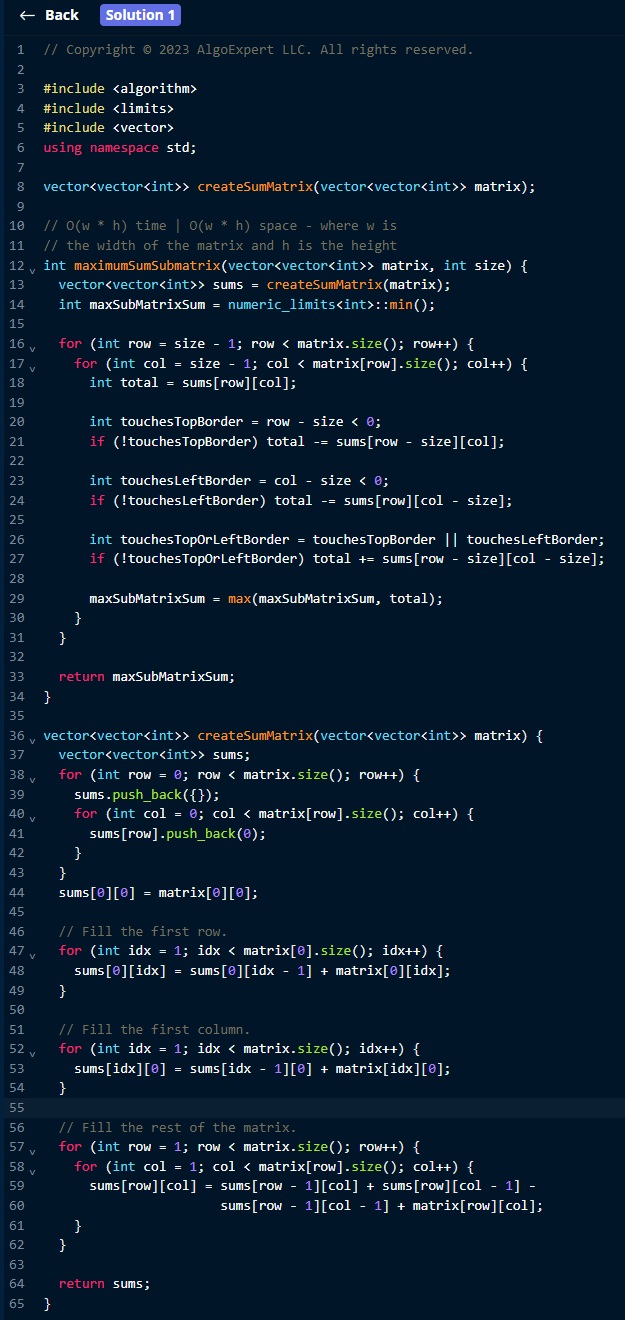 ← Back Solution 1
1 // Copyright © 2023 AlgoExpert LLC. All rights reserved.
2
3 #include <algorithm>
4 #include <limits>
5 #include <vector>
6 using namespace std;
7
8 vector<vector<int>> createSumMatrix(vector<vector<int>> matrix);
9
10 // O(w * h) time | O(w * h) space - where w is
11 // the width of the matrix and h is the height
12 int maximumSumSubmatrix(vector<vector<int>> matrix, int size) {
13   vector<vector<int>> sums = createSumMatrix(matrix);
14   int maxSubMatrixSum = numeric_limits<int>::min();
15
16   for (int row = size - 1; row < matrix.size(); row++) {
17     for (int col = size - 1; col < matrix[row].size(); col++) {
18       int total = sums[row][col];
19
20       int touchesTopBorder = row - size < 0;
21       if (!touchesTopBorder) total -= sums[row - size][col];
22
23       int touchesLeftBorder = col - size < 0;
24       if (!touchesLeftBorder) total -= sums[row][col - size];
25
26       int touchesTopOrLeftBorder = touchesTopBorder || touchesLeftBorder;
27       if (!touchesTopOrLeftBorder) total += sums[row - size][col - size];
28
29       maxSubMatrixSum = max(maxSubMatrixSum, total);
30     }
31   }
32
33   return maxSubMatrixSum;
34 }
35
36 vector<vector<int>> createSumMatrix(vector<vector<int>> matrix) {
37   vector<vector<int>> sums;
38   for (int row = 0; row < matrix.size(); row++) {
39     sums.push_back({});
40     for (int col = 0; col < matrix[row].size(); col++) {
41       sums[row].push_back(0);
42     }
43   }
44   sums[0][0] = matrix[0][0];
45
46   // Fill the first row.
47   for (int idx = 1; idx < matrix[0].size(); idx++) {
48     sums[0][idx] = sums[0][idx - 1] + matrix[0][idx];
49   }
50
51   // Fill the first column.
52   for (int idx = 1; idx < matrix.size(); idx++) {
53     sums[idx][0] = sums[idx - 1][0] + matrix[idx][0];
54   }
55
56   // Fill the rest of the matrix.
57   for (int row = 1; row < matrix.size(); row++) {
58     for (int col = 1; col < matrix[row].size(); col++) {
59       sums[row][col] = sums[row - 1][col] + sums[row][col - 1] -
60                        sums[row - 1][col - 1] + matrix[row][col];
61     }
62   }
63
64   return sums;
65 }